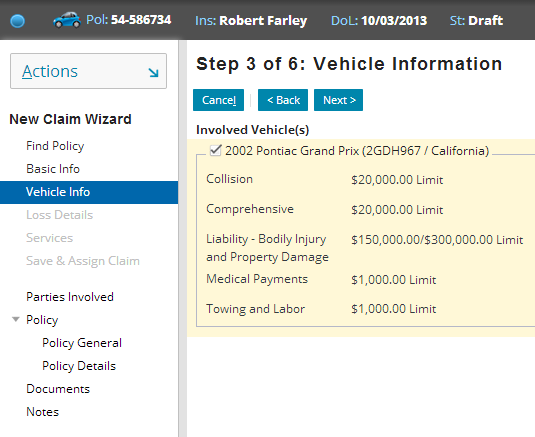 Pol: 54-586734 Ins: Robert Farley DoL: 10/03/2013 St: Draft
Actions
New Claim Wizard
Find Policy
Basic Info
Vehicle Info
Loss Details
Services
Save & Assign Claim
Parties Involved
Policy
Policy General
Policy Details
Documents
Notes
Step 3 of 6: Vehicle Information
Cancel < Back Next >
Involved Vehicle(s)
2002 Pontiac Grand Prix (2GDH967 / California)
Collision $20,000.00 Limit
Comprehensive $20,000.00 Limit
Liability - Bodily Injury $150,000.00/$300,000.00 Limit
and Property Damage
Medical Payments $1,000.00 Limit
Towing and Labor $1,000.00 Limit